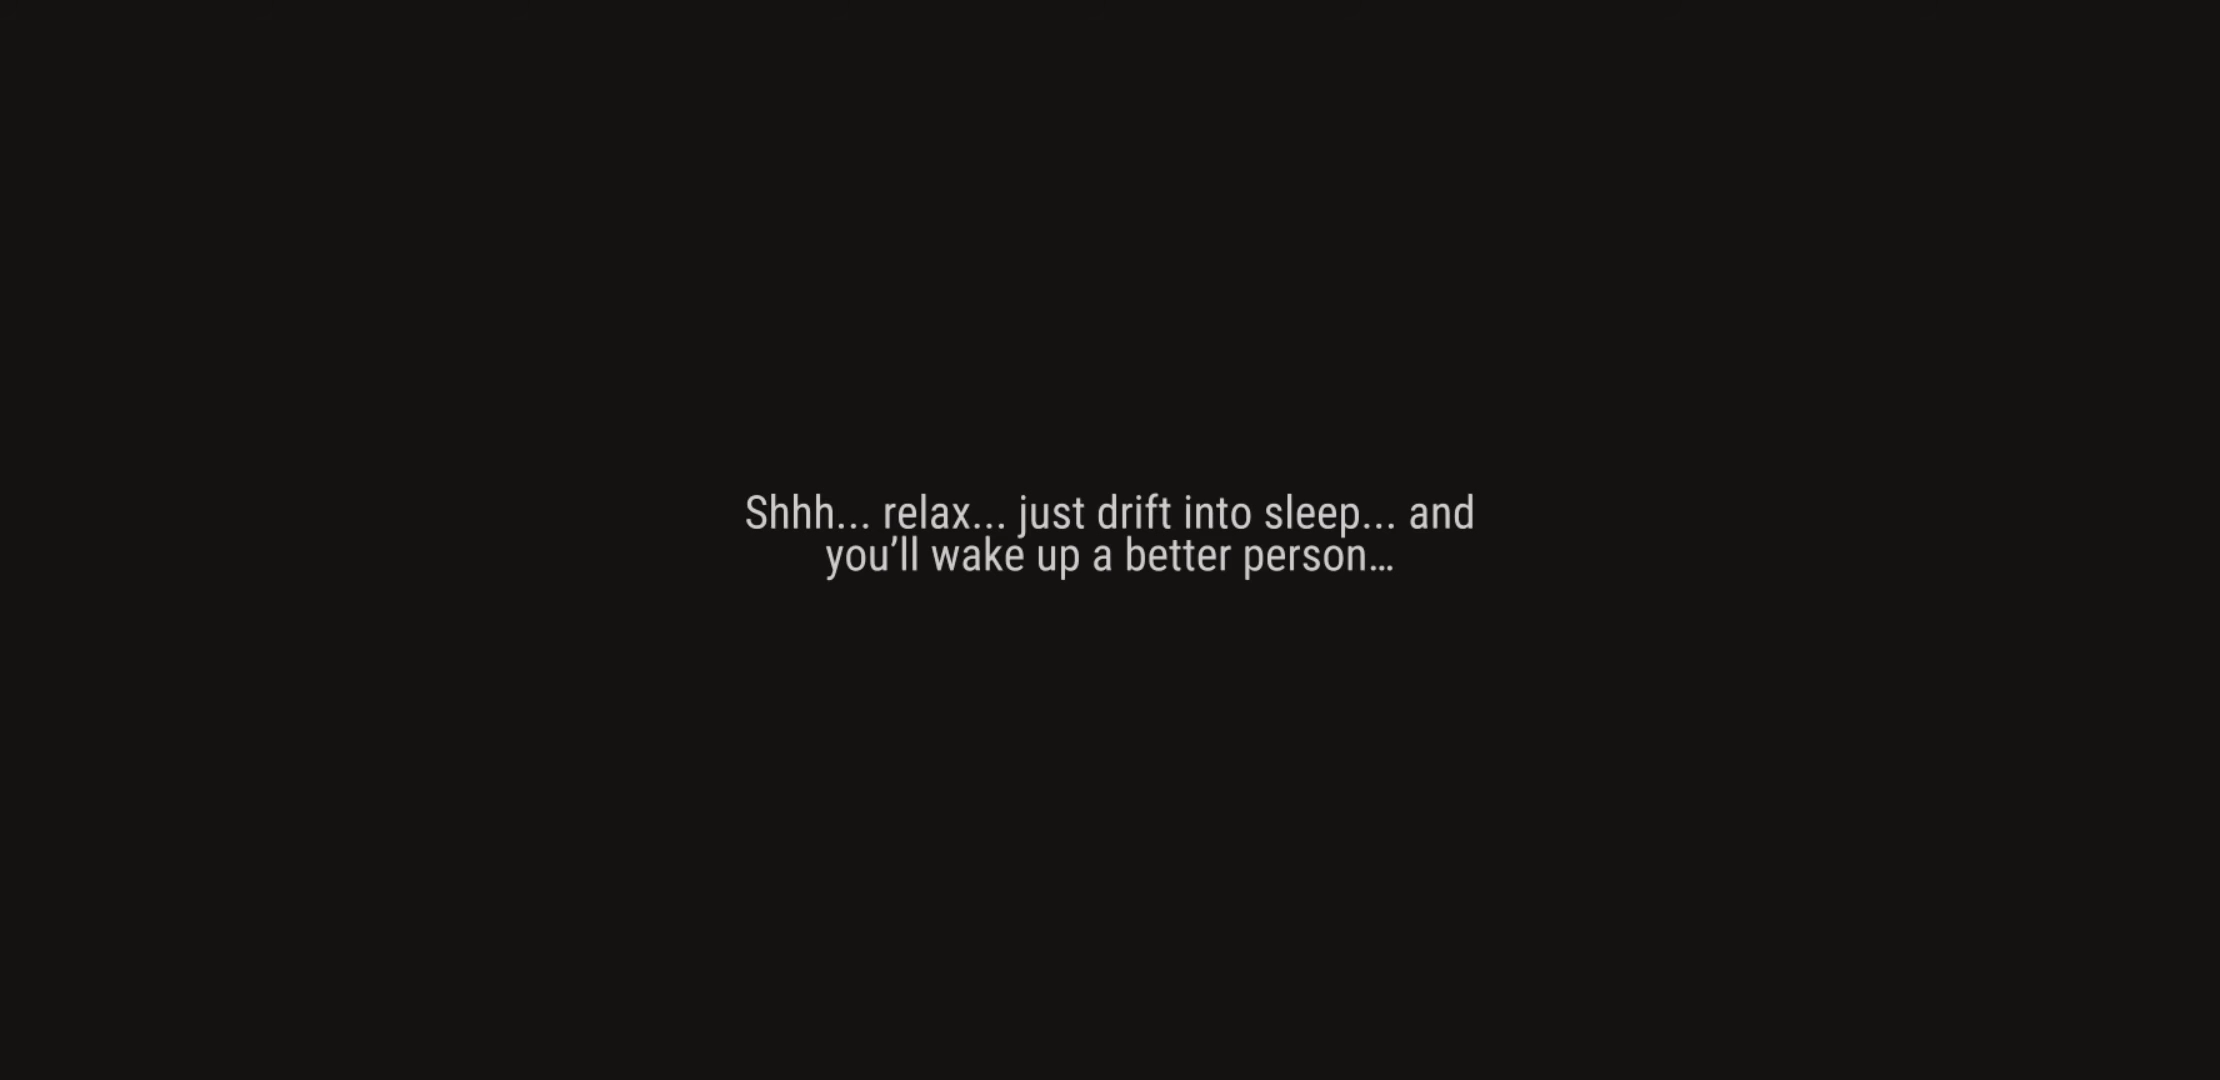 Shhh... relax... just drift into sleep... and
you’ll wake up a better person…